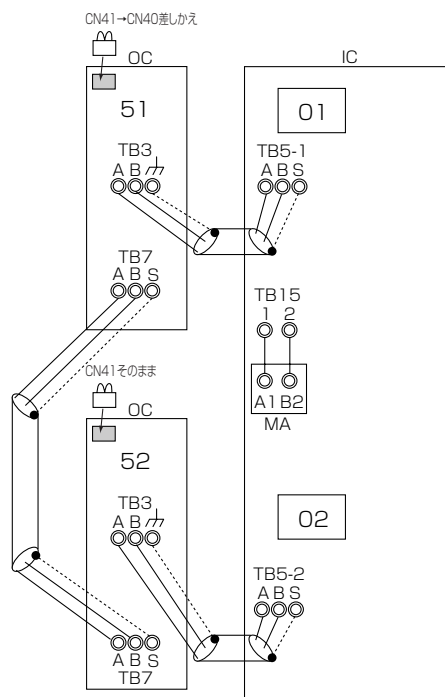 CN41→CN40差しかえ
OC
IC
51
01
TB3
TB5-1
A B
A B S
TB7
A B S
TB15
1 2
CN41そのまま
OC
A1 B2
MA
52
02
TB3
A B
TB5-2
A B S
A B S
TB7